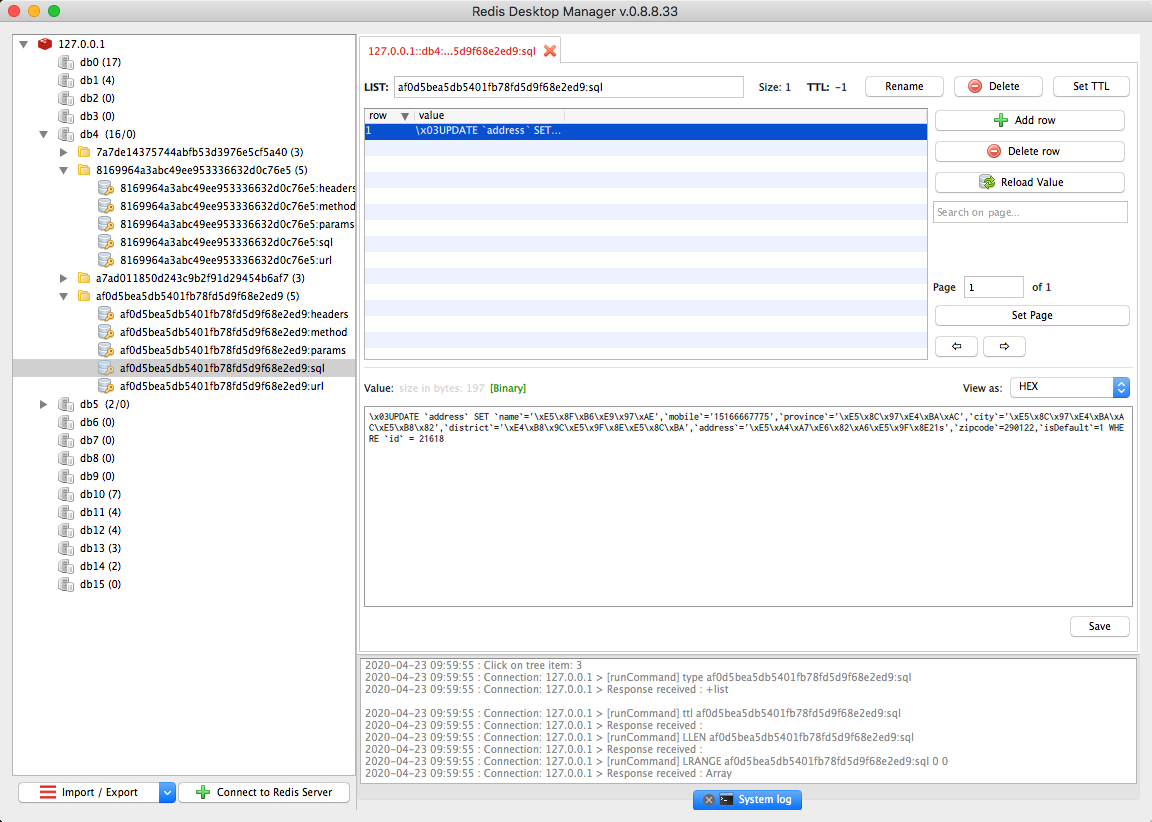 Redis Desktop Manager v.0.8.8.33
127.0.0.1
db0 (17)
db1 (4)
db2 (0)
db3 (0)
db4 (16/0)
7a7de14375744abfb53d3976e5cf5a40 (3)
8169964a3abc49ee953336632d0c76e5 (5)
8169964a3abc49ee953336632d0c76e5:headers
8169964a3abc49ee953336632d0c76e5:method
8169964a3abc49ee953336632d0c76e5:params
8169964a3abc49ee953336632d0c76e5:sql
8169964a3abc49ee953336632d0c76e5:url
a7ad011850d243c9b2f91d29454b6af7 (3)
af0d5bea5db5401fb78fd5d9f68e2ed9 (5)
af0d5bea5db5401fb78fd5d9f68e2ed9:headers
af0d5bea5db5401fb78fd5d9f68e2ed9:method
af0d5bea5db5401fb78fd5d9f68e2ed9:params
af0d5bea5db5401fb78fd5d9f68e2ed9:sql
af0d5bea5db5401fb78fd5d9f68e2ed9:url
db5 (2/0)
db6 (0)
db7 (0)
db8 (0)
db9 (0)
db10 (7)
db11 (4)
db12 (4)
db13 (3)
db14 (2)
db15 (0)
Import / Export
Connect to Redis Server
127.0.0.1::db4:...5d9f68e2ed9:sql
LIST: af0d5bea5db5401fb78fd5d9f68e2ed9:sql Size: 1 TTL: -1 Rename Delete Set TTL
row value
1 \x03UPDATE `address` SET...
Add row
Delete row
Reload Value
Search on page...
Page 1 of 1
Set Page
Value: size in bytes: 197 [Binary] View as: HEX
\x03UPDATE `address` SET `name`='\xE5\x8F\xB6\xE9\x97\xAE',`mobile`='15166667775',`province`='\xE5\x8C\x97\xE4\xBA\xAC',`city`='\xE5\x8C\x97\xE4\xBA\xA
C\xE5\xB8\x82',`district`='\xE4\xB8\x9C\xE5\x9F\x8E\xE5\x8C\xBA',`address`='\xE5\xA4\xA7\xE6\x82\xA6\xE5\x9F\x8E21s',`zipcode`=290122,`isDefault`=1 WHE
RE `id` = 21618
Save
2020-04-23 09:59:55 : Click on tree item: 3
2020-04-23 09:59:55 : Connection: 127.0.0.1 > [runCommand] type af0d5bea5db5401fb78fd5d9f68e2ed9:sql
2020-04-23 09:59:55 : Connection: 127.0.0.1 > Response received : +list
2020-04-23 09:59:55 : Connection: 127.0.0.1 > [runCommand] ttl af0d5bea5db5401fb78fd5d9f68e2ed9:sql
2020-04-23 09:59:55 : Connection: 127.0.0.1 > Response received :
2020-04-23 09:59:55 : Connection: 127.0.0.1 > [runCommand] LLEN af0d5bea5db5401fb78fd5d9f68e2ed9:sql
2020-04-23 09:59:55 : Connection: 127.0.0.1 > Response received :
2020-04-23 09:59:55 : Connection: 127.0.0.1 > [runCommand] LRANGE af0d5bea5db5401fb78fd5d9f68e2ed9:sql 0 0
2020-04-23 09:59:55 : Connection: 127.0.0.1 > Response received : Array
System log